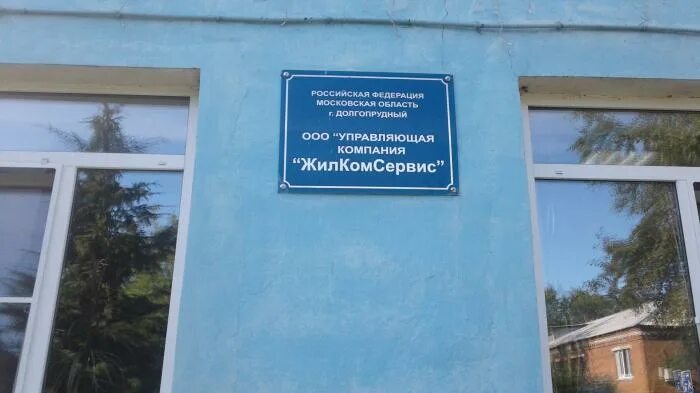 РОССИЙСКАЯ ФЕДЕРАЦИЯ
МОСКОВСКАЯ ОБЛАСТЬ
г. ДОЛГОПРУДНЫЙ
ООО "УПРАВЛЯЮЩАЯ
КОМПАНИЯ
"ЖилКомСервис"